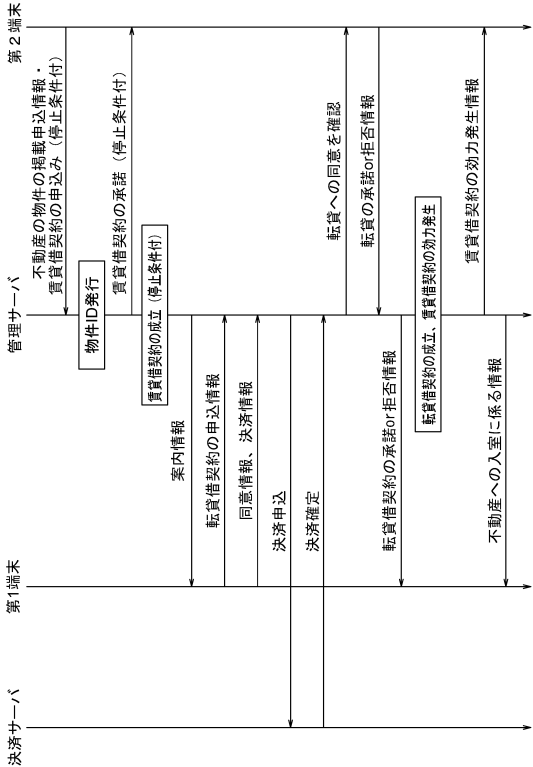 決済サーバ
第1端末
管理サーバ
第２端末
不動産の物件の掲載申込情報・
賃貸借契約の申込み（停止条件付）
物件ID発行
賃貸借契約の承諾（停止条件付）
賃貸借契約の成立（停止条件付）
案内情報
転貸借契約の申込情報
同意情報、決済情報
決済申込
決済確定
転貸への同意を確認
転貸の承諾or拒否情報
転貸借契約の承諾or拒否情報
転貸借契約の成立、賃貸借契約の効力発生
賃貸借契約の効力発生情報
不動産への入室に係る情報